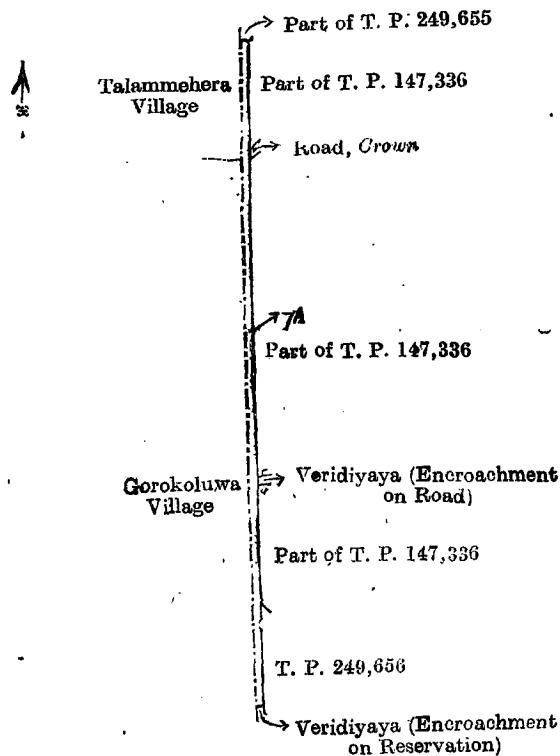 Part of T. P. 249,655
Talammehera
Village
Part of T. P. 147,336
Road, Crown
7A
Part of T. P. 147,336
Gorokoluwa
Village
Veridiyaya (Encroachment
on Road)
Part of T. P. 147,336
T. P. 249,656
Veridiyaya (Encroachment
on Reservation)